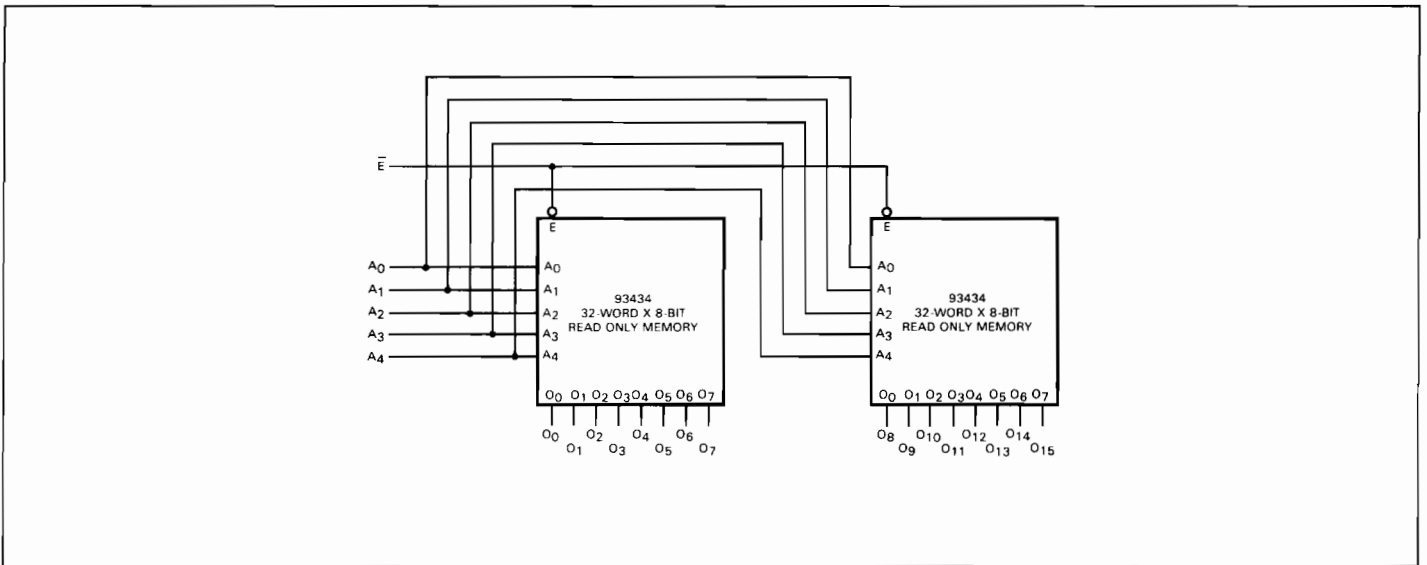 E̅
E
E
A0
A1
A2
A3
A4
A0
A1
A2
A3
A4
93434
32-WORD X 8-BIT
READ ONLY MEMORY
A0
A1
A2
A3
A4
93434
32-WORD X 8-BIT
READ ONLY MEMORY
O0 O1 O2 O3 O4 O5 O6 O7
O0 O1 O2 O3 O4 O5 O6 O7
O0 O1 O2 O3 O4 O5 O6 O7
O8 O9 O10 O11 O12 O13 O14 O15